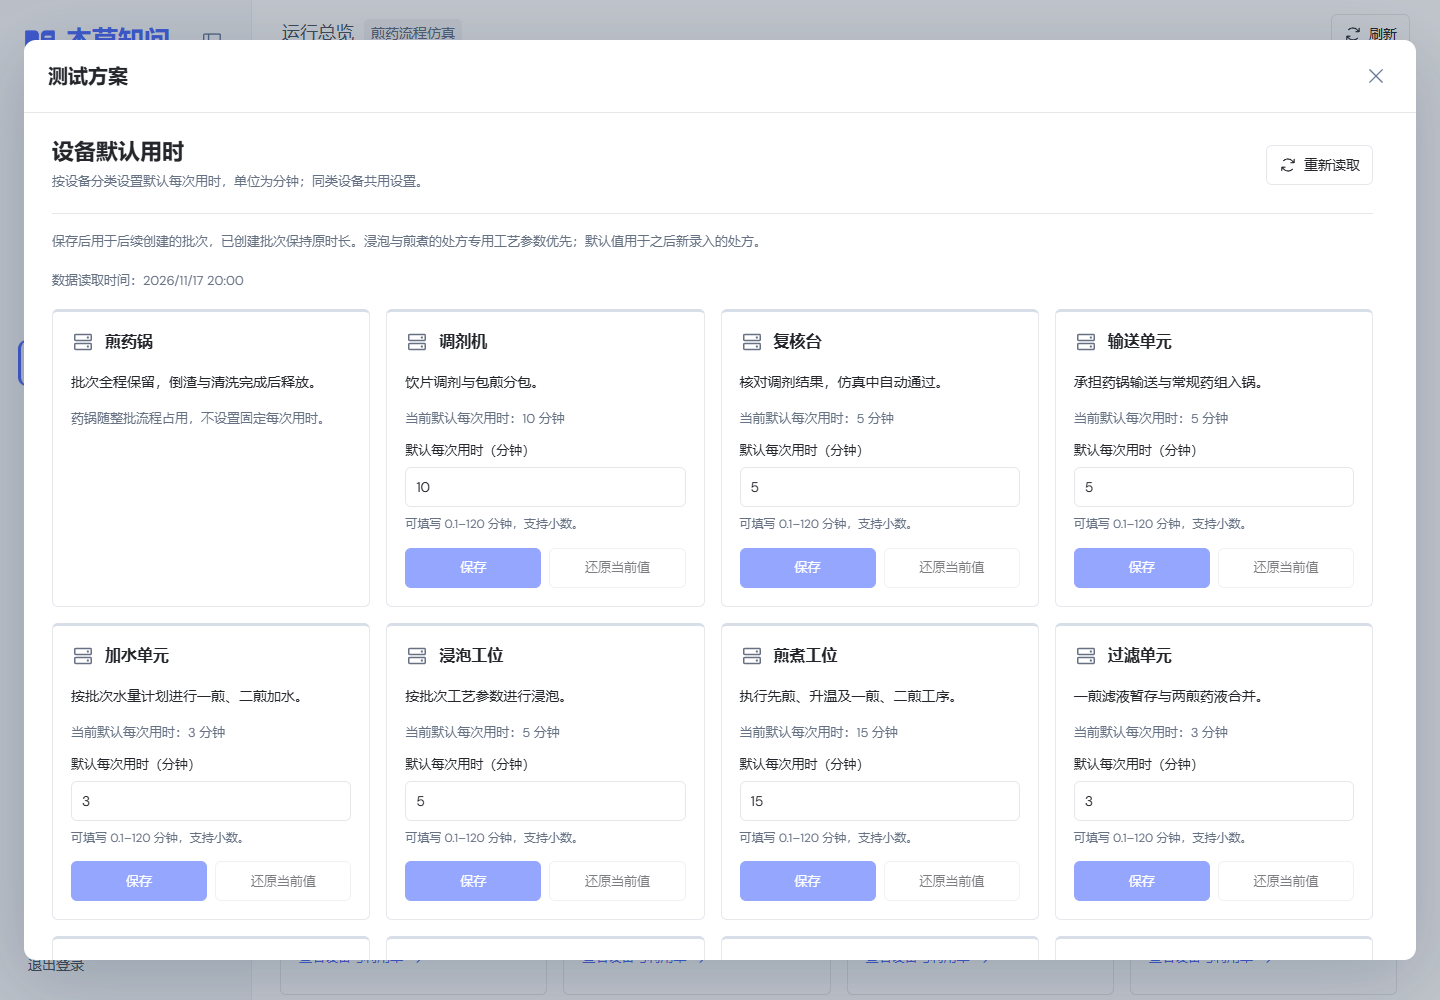 运行总览
煎药流程仿真
刷新
测试方案
设备默认用时
按设备分类设置默认每次用时，单位为分钟；同类设备共用设置。
重新读取
保存后用于后续创建的批次，已创建批次保持原时长。浸泡与煎煮的处方专用工艺参数优先；默认值用于之后新录入的处方。
数据读取时间：2026/11/17 20:00
煎药锅
批次全程保留，倒渣与清洗完成后释放。
药锅随整批流程占用，不设置固定每次用时。
调剂机
饮片调剂与包煎分包。
当前默认每次用时：10 分钟
默认每次用时（分钟）
10
可填写 0.1–120 分钟，支持小数。
保存
还原当前值
复核台
核对调剂结果，仿真中自动通过。
当前默认每次用时：5 分钟
默认每次用时（分钟）
5
可填写 0.1–120 分钟，支持小数。
保存
还原当前值
输送单元
承担药锅输送与常规药组入锅。
当前默认每次用时：5 分钟
默认每次用时（分钟）
5
可填写 0.1–120 分钟，支持小数。
保存
还原当前值
加水单元
按批次水量计划进行一煎、二煎加水。
当前默认每次用时：3 分钟
默认每次用时（分钟）
3
可填写 0.1–120 分钟，支持小数。
保存
还原当前值
浸泡工位
按批次工艺参数进行浸泡。
当前默认每次用时：5 分钟
默认每次用时（分钟）
5
可填写 0.1–120 分钟，支持小数。
保存
还原当前值
煎煮工位
执行先煎、升温及一煎、二煎工序。
当前默认每次用时：15 分钟
默认每次用时（分钟）
15
可填写 0.1–120 分钟，支持小数。
保存
还原当前值
过滤单元
一煎滤液暂存与两煎药液合并。
当前默认每次用时：3 分钟
默认每次用时（分钟）
3
可填写 0.1–120 分钟，支持小数。
保存
还原当前值
退出登录